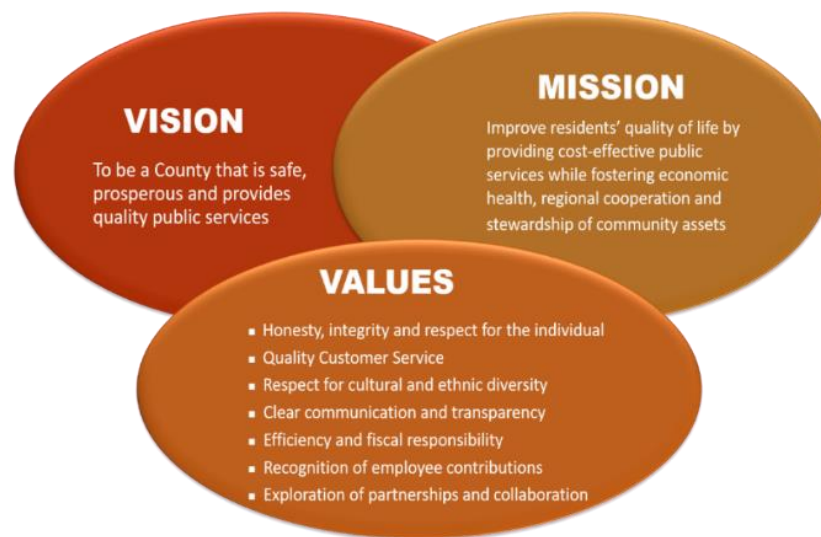 VISION
To be a County that is safe,
prosperous and provides
quality public services
MISSION
Improve residents' quality of life by
providing cost-effective public
services while fostering economic
health, regional cooperation and
stewardship of community assets
VALUES
▪ Honesty, integrity and respect for the individual
▪ Quality Customer Service
▪ Respect for cultural and ethnic diversity
▪ Clear communication and transparency
▪ Efficiency and fiscal responsibility
▪ Recognition of employee contributions
▪ Exploration of partnerships and collaboration